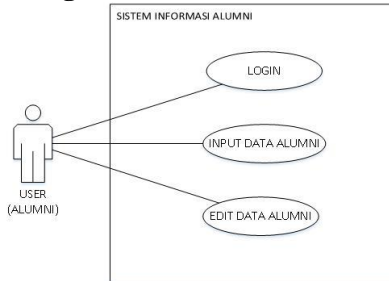 SISTEM INFORMASI ALUMNI
LOGIN
INPUT DATA ALUMNI
USER
(ALUMNI)
EDIT DATA ALUMNI